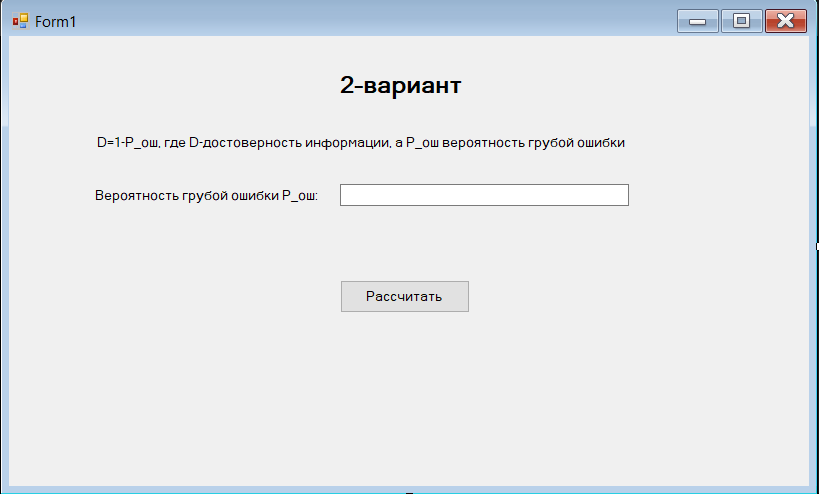 Form1
2-вариант
D=1-P_ош, где D-достоверность информации, а P_ош вероятность грубой ошибки
Вероятность грубой ошибки P_ош:
Рассчитать